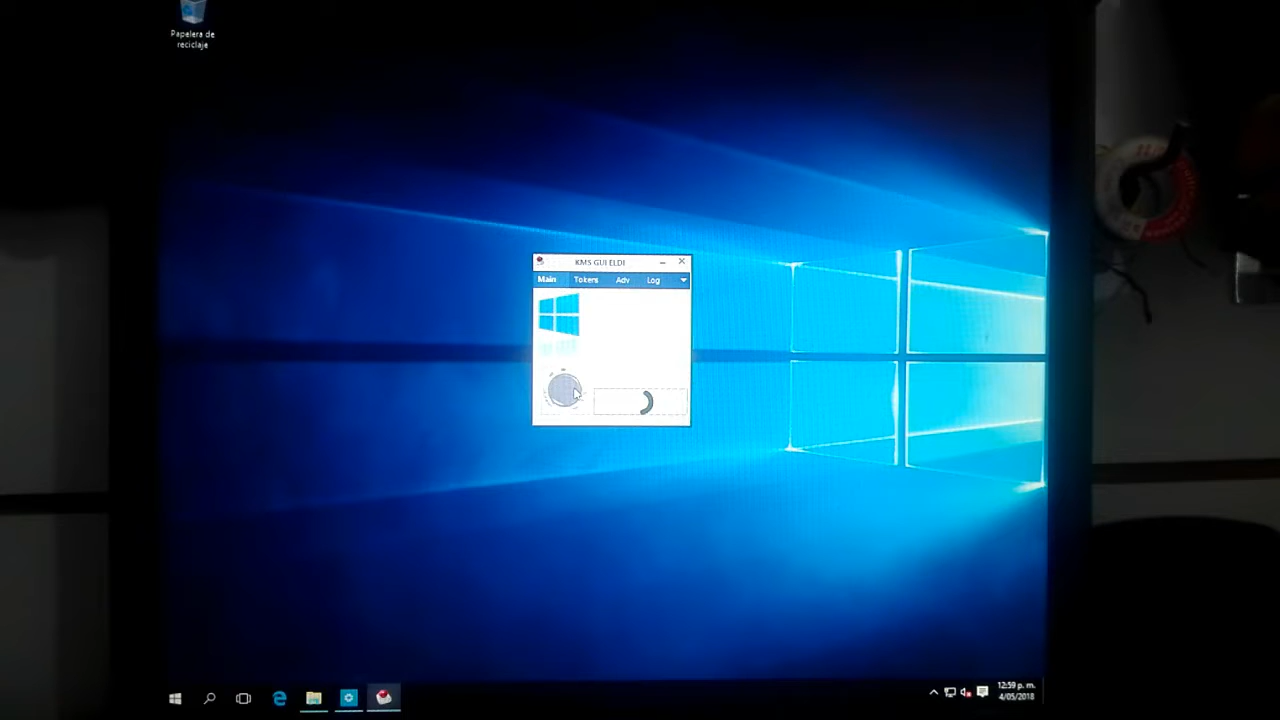 Papelera de
reciclaje
KMS GUI ELDI
Main Tokens Adv Log
12:59 p. m.
4/05/2018